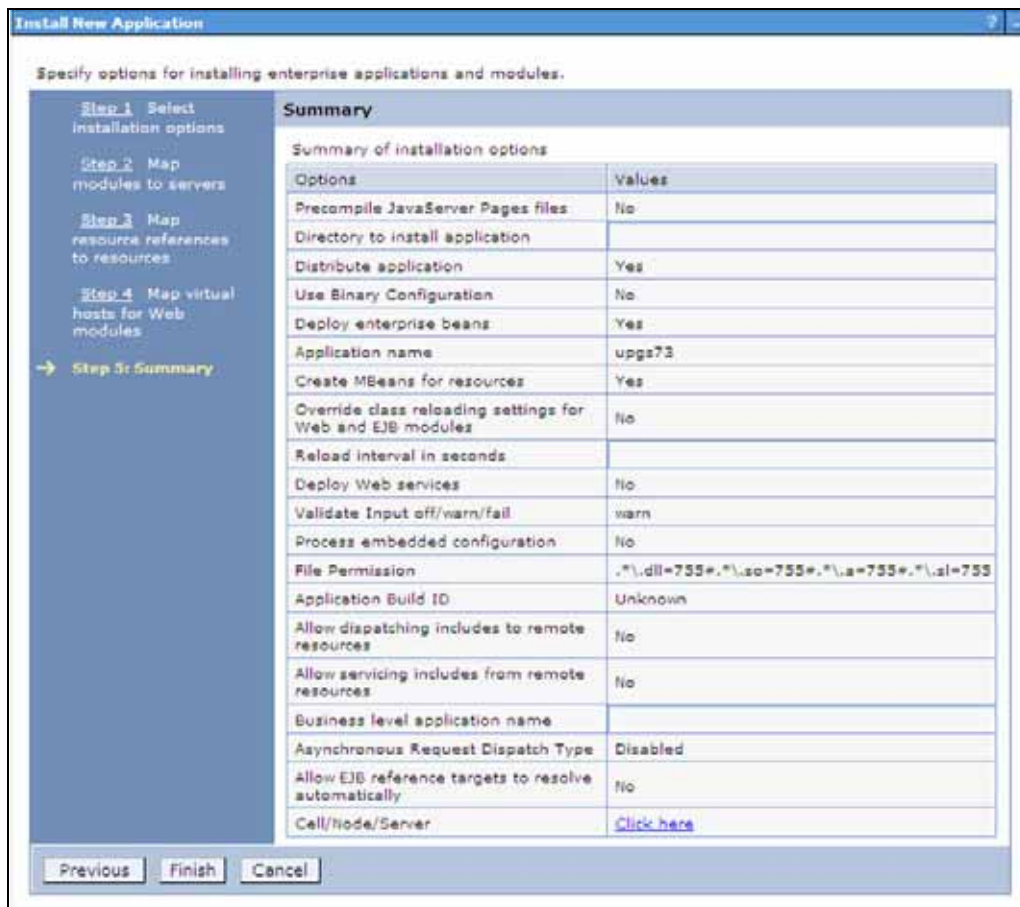 Install New Application
?
-
Specify options for installing enterprise applications and modules.
Step 1 Select
installation options
Step 2 Map
modules to servers
Step 3 Map
resource references
to resources
Step 4 Map virtual
hosts for Web
modules
Step 5: Summary
Summary
Summary of installation options
Options Values
Precompile JavaServer Pages files No
Directory to install application
Distribute application Yes
Use Binary Configuration No
Deploy enterprise beans Yes
Application name upgs73
Create MBeans for resources Yes
Override class reloading settings for
Web and EJB modules No
Reload interval in seconds
Deploy Web services No
Validate Input off/warn/fail warn
Process embedded configuration No
File Permission .*\.dll=755#.*\.so=755#.*\.a=755#.*\.sl=755
Application Build ID Unknown
Allow dispatching includes to remote
resources No
Allow servicing includes from remote
resources No
Business level application name
Asynchronous Request Dispatch Type Disabled
Allow EJB reference targets to resolve
automatically No
Cell/Node/Server Click here
Previous Finish Cancel